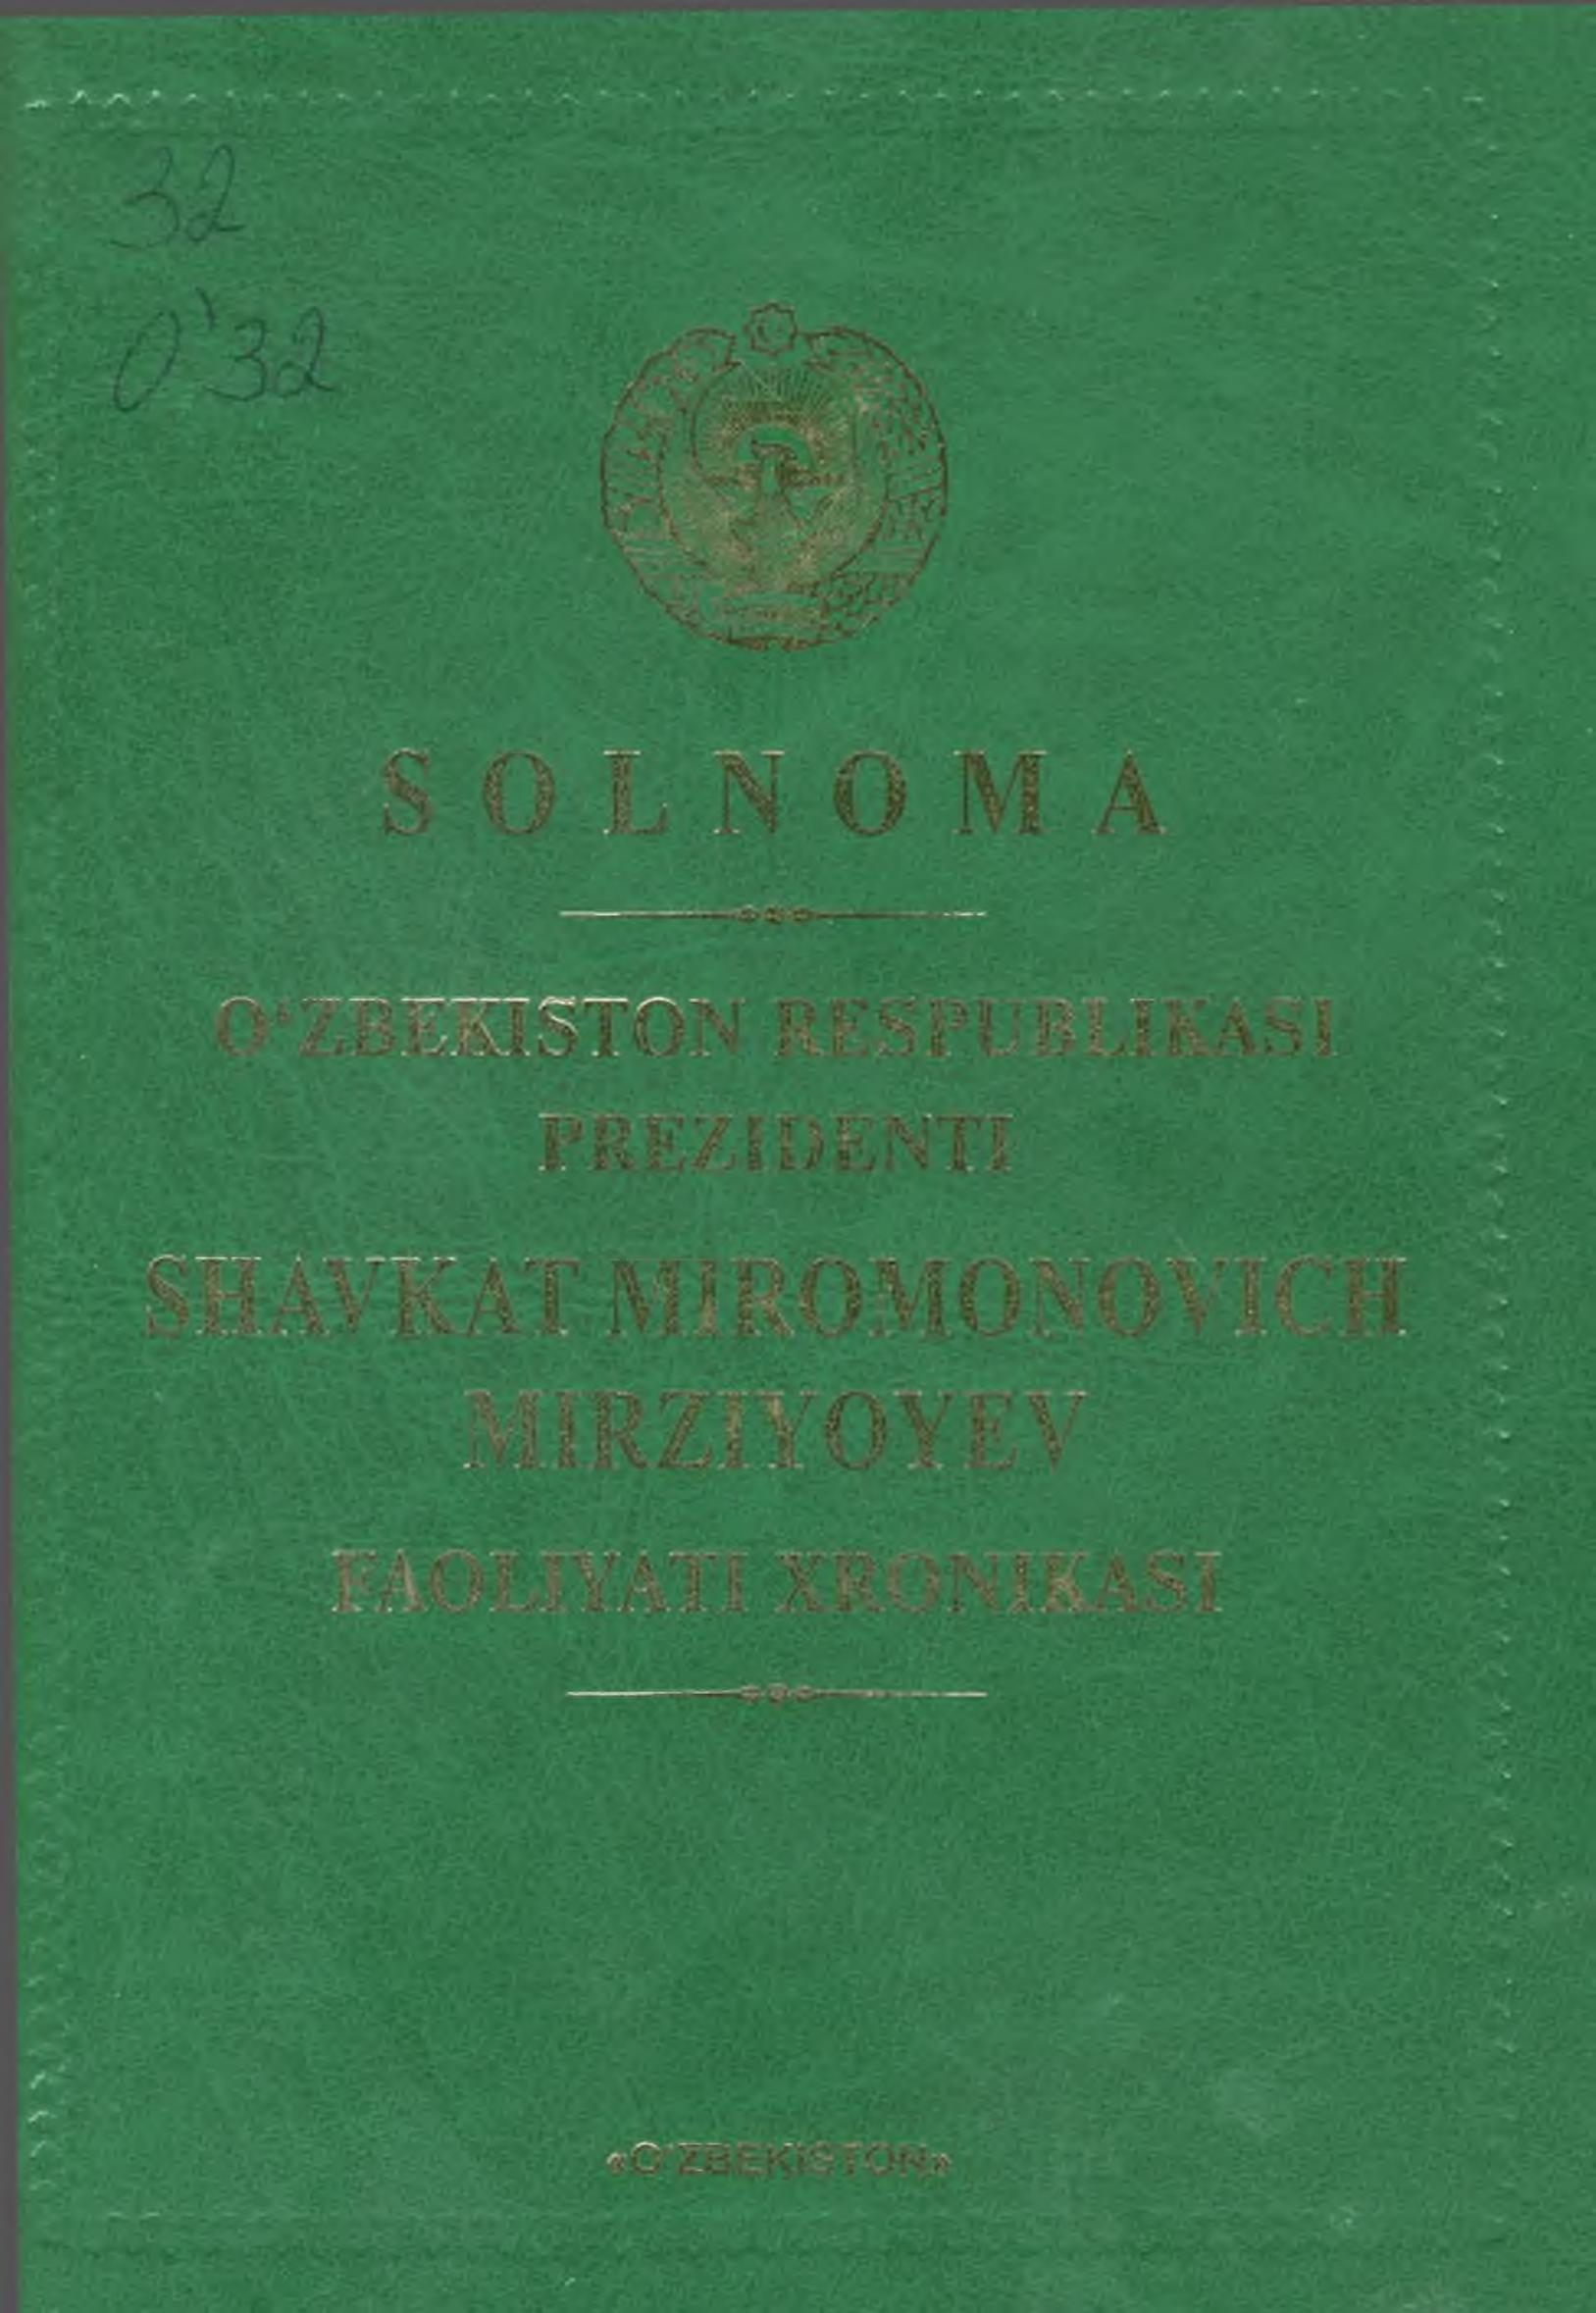 32
O'32
SOLNOMA
O‘ZBEKISTON RESPUBLIKASI
PREZIDENTI
SHAVKAT MIROMONOVICH
MIRZIYOYEV
FAOLIYATI XRONIKASI
«O‘ZBEKISTON»